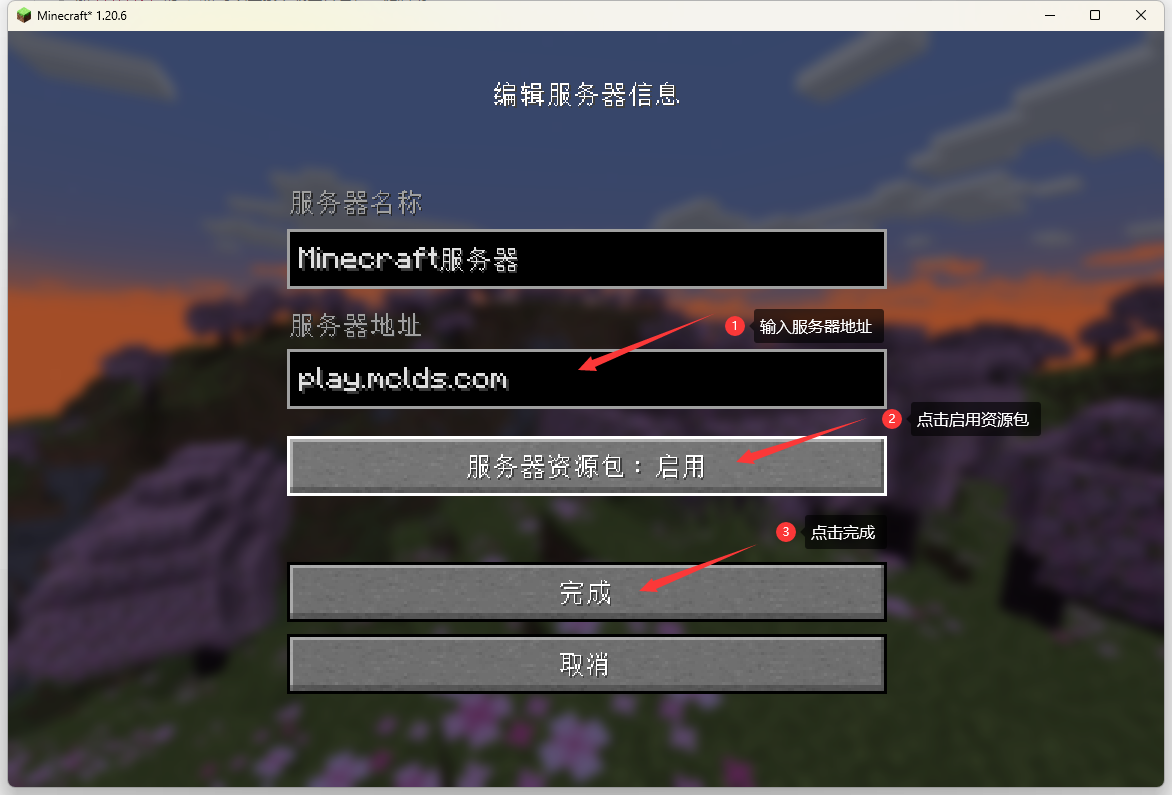 Minecraft* 1.20.6
编辑服务器信息
服务器名称
Minecraft服务器
服务器地址
1 输入服务器地址
play.mclds.com
2 点击启用资源包
服务器资源包：启用
3 点击完成
完成
取消